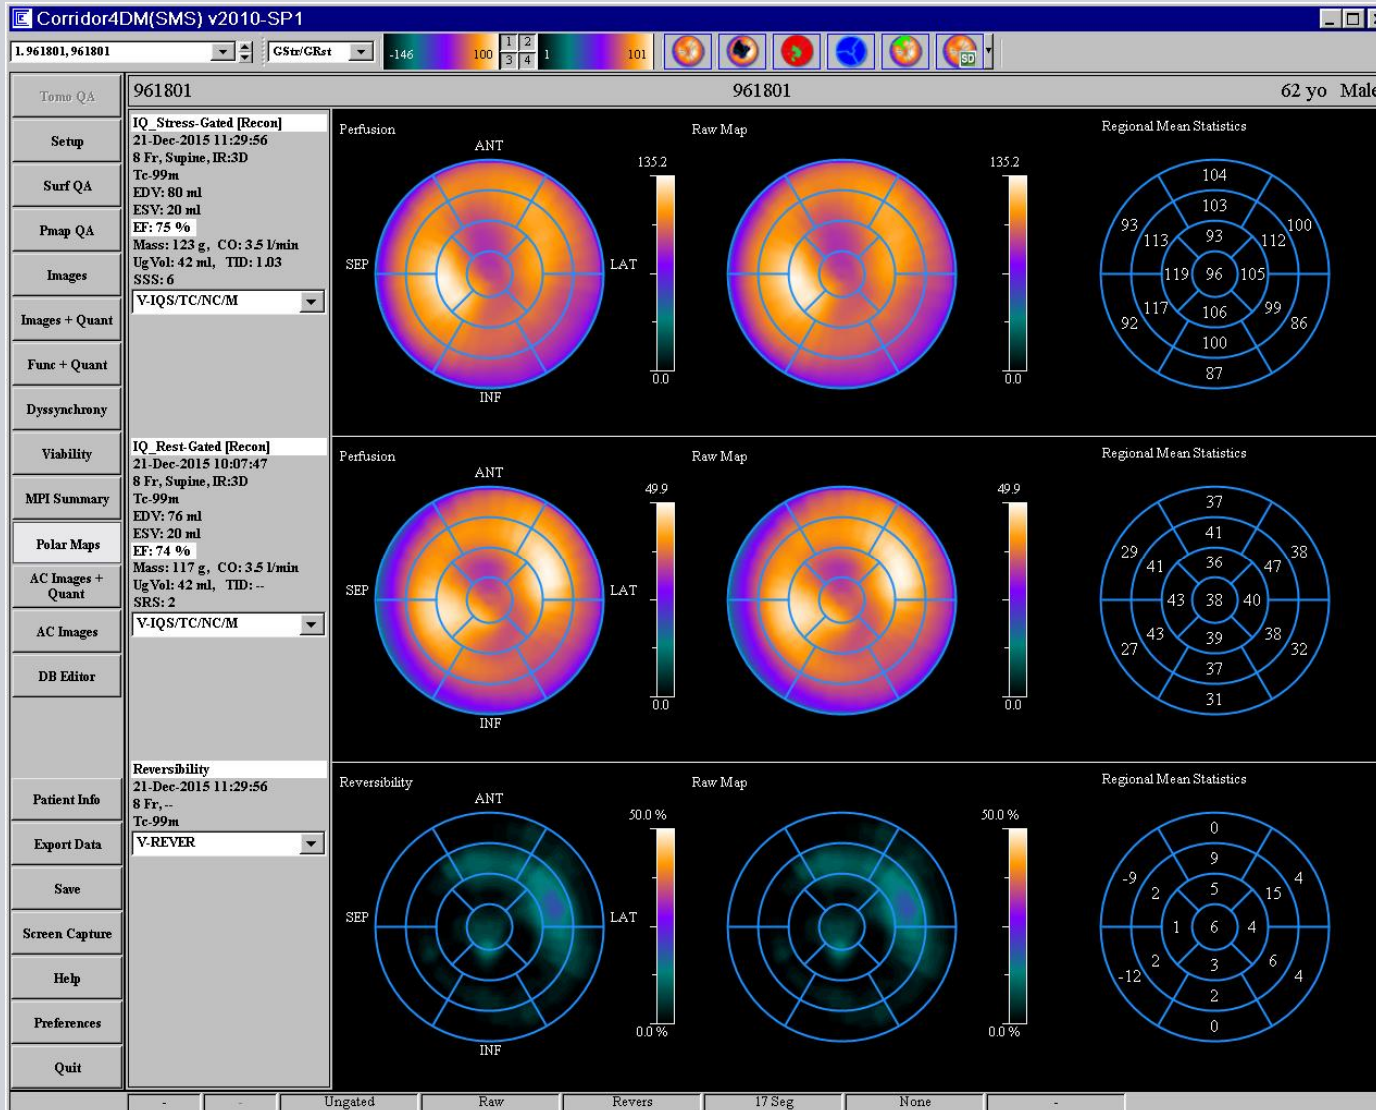 Corridor4DM(SMS) v2010-SP1
1. 961801, 961801
GStr/GRst
-146 100
1 2
3 4
1 101
SD
961801 961801 62 yo Male
Tomo QA
Setup
Surf QA
Pmap QA
Images
Images + Quant
Func + Quant
Dyssynchrony
Viability
MPI Summary
Polar Maps
AC Images +
Quant
AC Images
DB Editor
Patient Info
Export Data
Save
Screen Capture
Help
Preferences
Quit
IQ_Stress-Gated [Recon]
21-Dec-2015 11:29:56
8 Fr, Supine, IR:3D
Tc-99m
EDV: 80 ml
ESV: 20 ml
EF: 75 %
Mass: 123 g, CO: 3.5 l/min
UgVol: 42 ml, TID: 1.03
SSS: 6
V-IQS/TC/NC/M
Perfusion
ANT
SEP
LAT
INF
135.2
0.0
Raw Map
135.2
0.0
Regional Mean Statistics
104
103
93 100
113 93 112
119 96 105
117 106 99
92 86
100
87
IQ_Rest-Gated [Recon]
21-Dec-2015 10:07:47
8 Fr, Supine, IR:3D
Tc-99m
EDV: 76 ml
ESV: 20 ml
EF: 74 %
Mass: 117 g, CO: 3.5 l/min
UgVol: 42 ml, TID: --
SRS: 2
V-IQS/TC/NC/M
Perfusion
ANT
SEP
LAT
INF
49.9
0.0
Raw Map
49.9
0.0
Regional Mean Statistics
37
41
29 38
41 36 47
43 38 40
43 39 38
27 32
37
31
Reversibility
21-Dec-2015 11:29:56
8 Fr, --
Tc-99m
V-REVER
Reversibility
ANT
SEP
LAT
INF
50.0 %
0.0 %
Raw Map
50.0 %
0.0 %
Regional Mean Statistics
0
9
-9 4
2 5 15
1 6 4
2 3 6
-12 4
2
0
- - Ungated Raw Revers 17 Seg None -